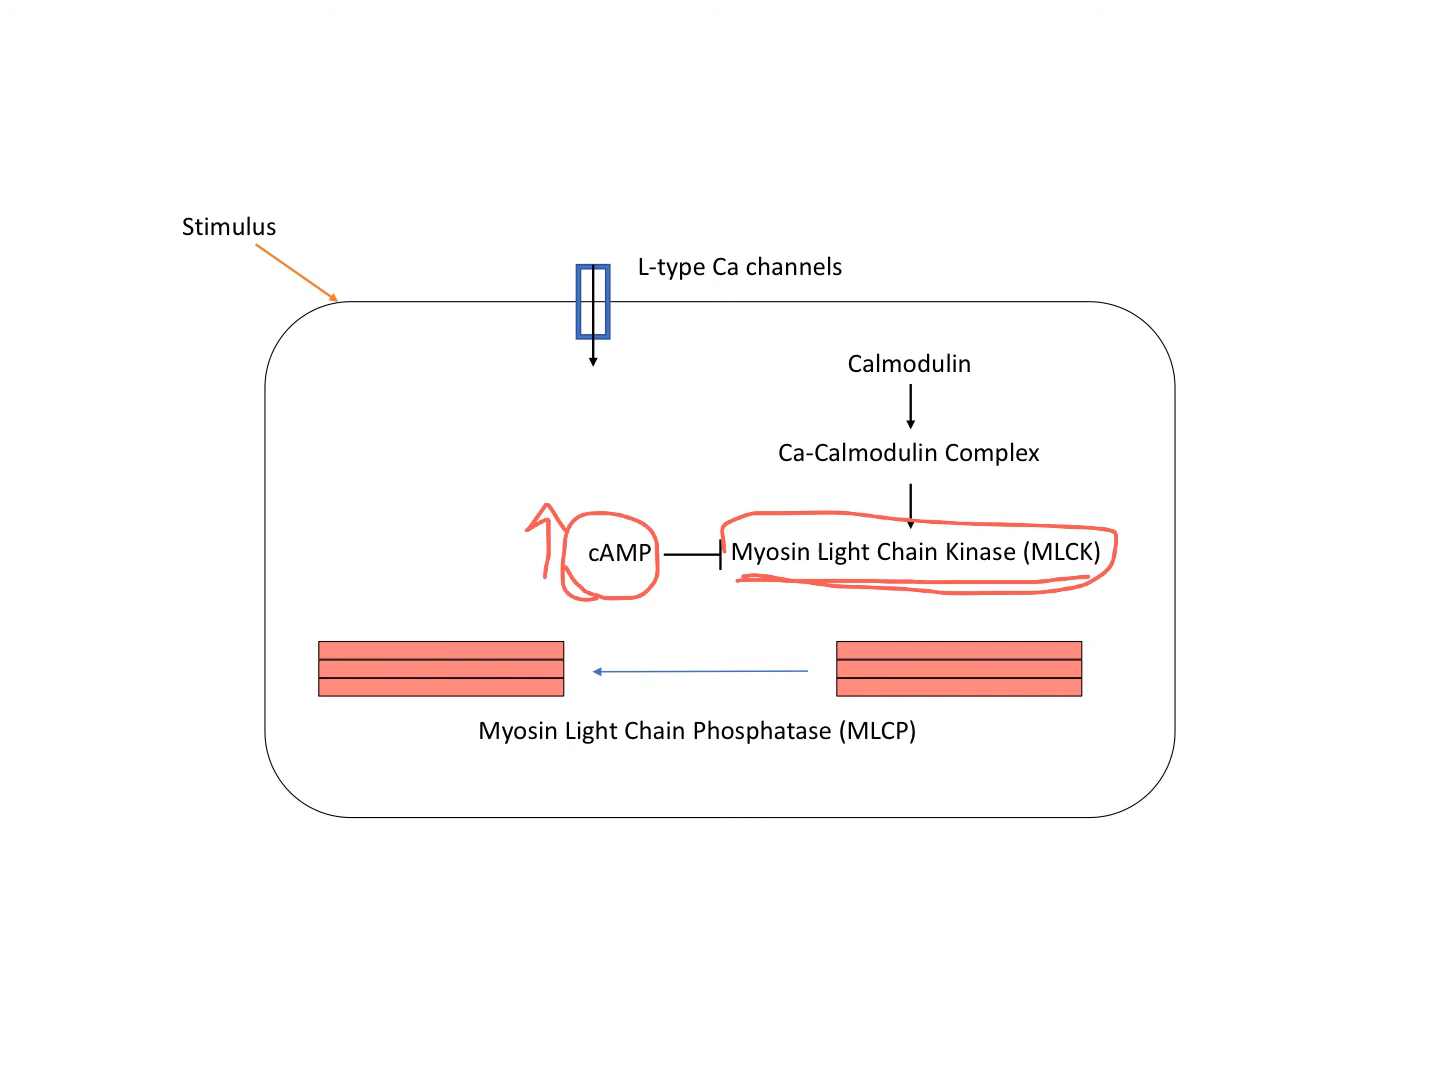 Stimulus
L-type Ca channels
Calmodulin
Ca-Calmodulin Complex
cAMP
Myosin Light Chain Kinase (MLCK)
Myosin Light Chain Phosphatase (MLCP)